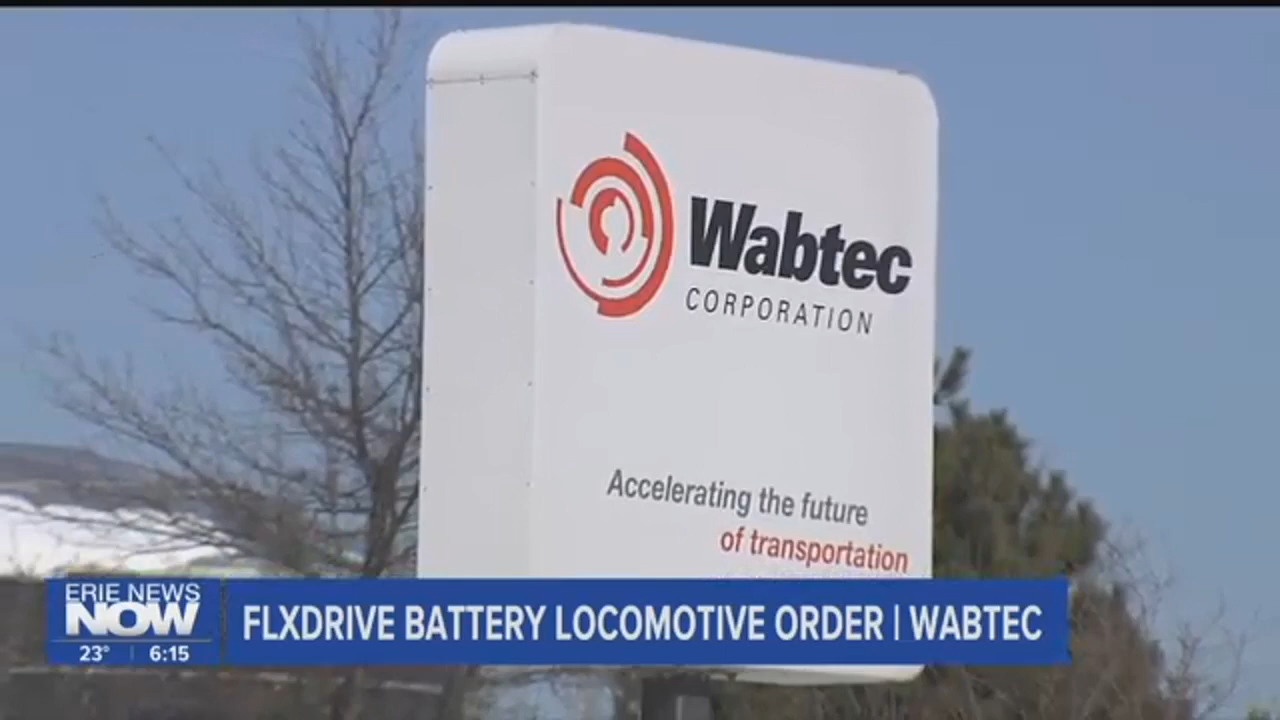 Wabtec
CORPORATION
Accelerating the future
of transportation
ERIE NEWS
NOW
23° | 6:15
FLXDRIVE BATTERY LOCOMOTIVE ORDER | WABTEC